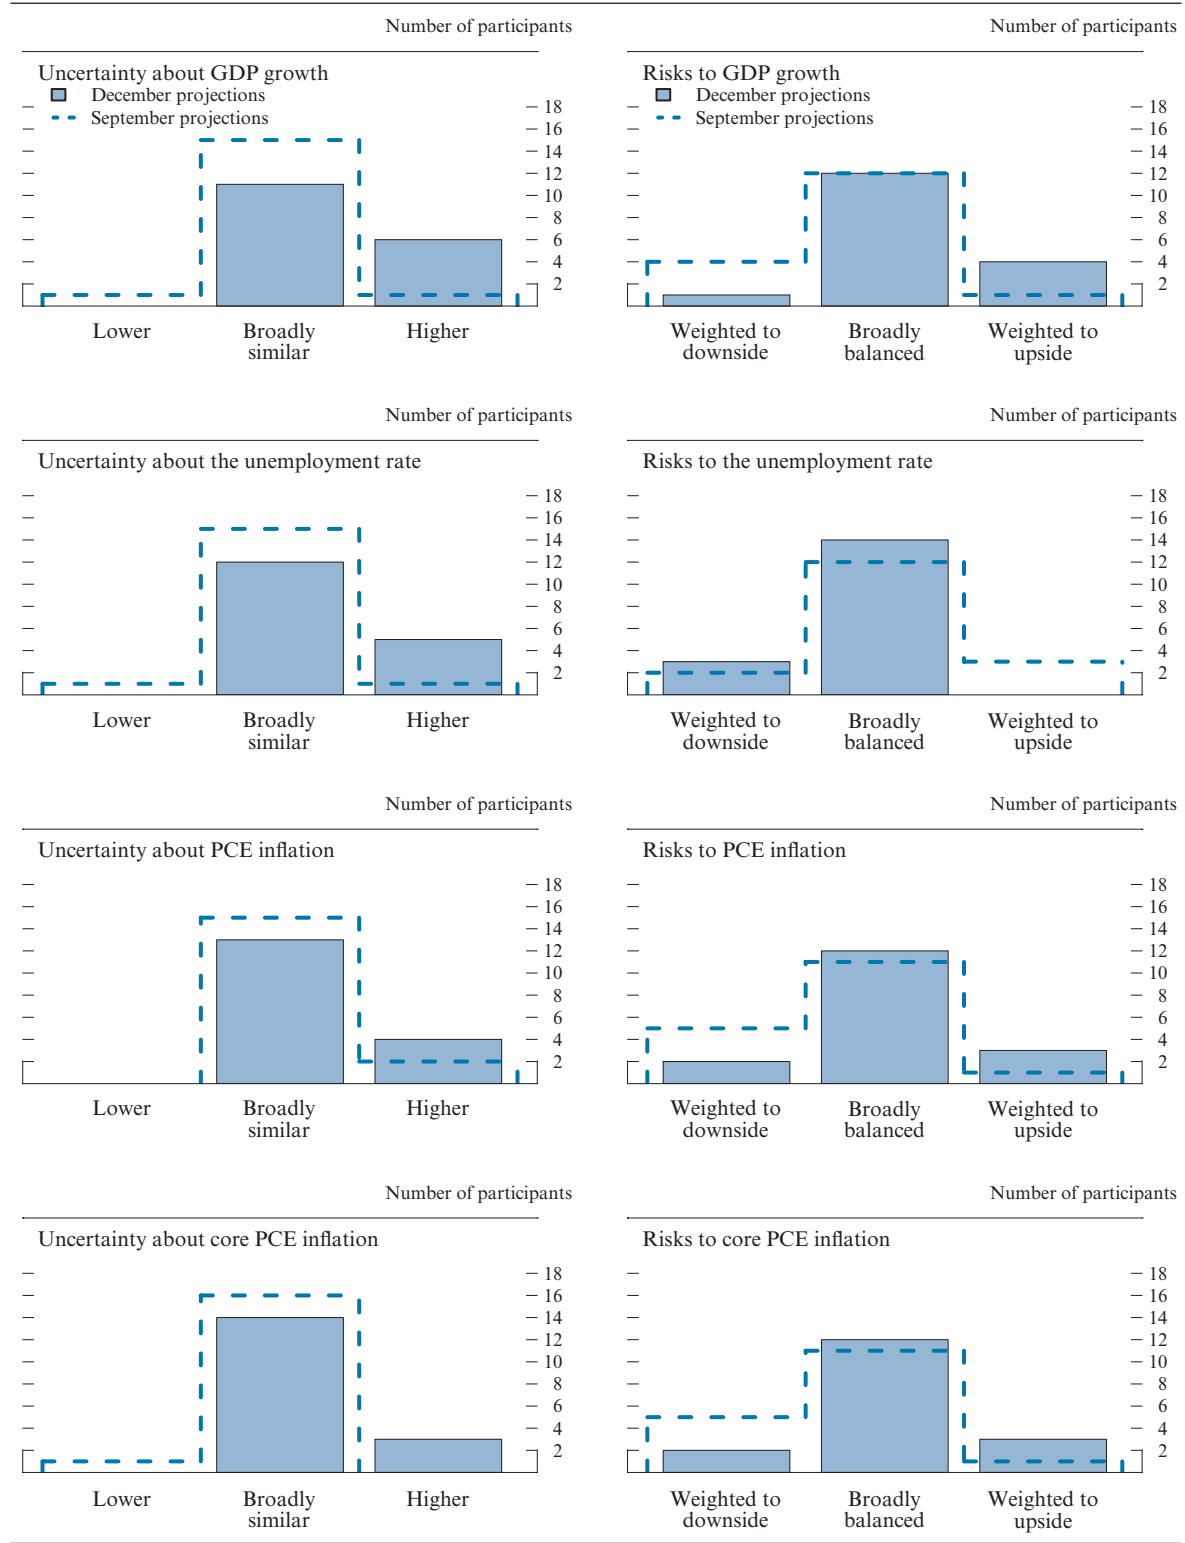 Number of participants
Uncertainty about GDP growth
December projections
September projections
18
16
14
12
10
8
6
4
2
Lower
Broadly
similar
Higher
Number of participants
Risks to GDP growth
December projections
September projections
18
16
14
12
10
8
6
4
2
Weighted to
downside
Broadly
balanced
Weighted to
upside
Number of participants
Uncertainty about the unemployment rate
18
16
14
12
10
8
6
4
2
Lower
Broadly
similar
Higher
Number of participants
Risks to the unemployment rate
18
16
14
12
10
8
6
4
2
Weighted to
downside
Broadly
balanced
Weighted to
upside
Number of participants
Uncertainty about PCE inflation
18
16
14
12
10
8
6
4
2
Lower
Broadly
similar
Higher
Number of participants
Risks to PCE inflation
18
16
14
12
10
8
6
4
2
Weighted to
downside
Broadly
balanced
Weighted to
upside
Number of participants
Uncertainty about core PCE inflation
18
16
14
12
10
8
6
4
2
Lower
Broadly
similar
Higher
Number of participants
Risks to core PCE inflation
18
16
14
12
10
8
6
4
2
Weighted to
downside
Broadly
balanced
Weighted to
upside